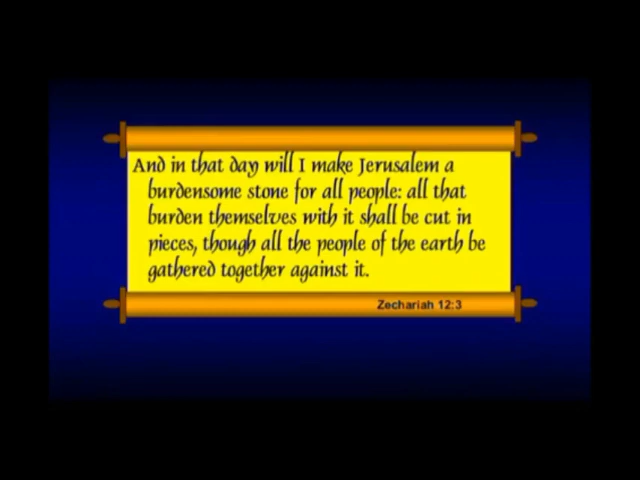 And in that day will I make Jerusalem a
burdensome stone for all people: all that
burden themselves with it shall be cut in
pieces, though all the people of the earth be
gathered together against it.
Zechariah 12:3